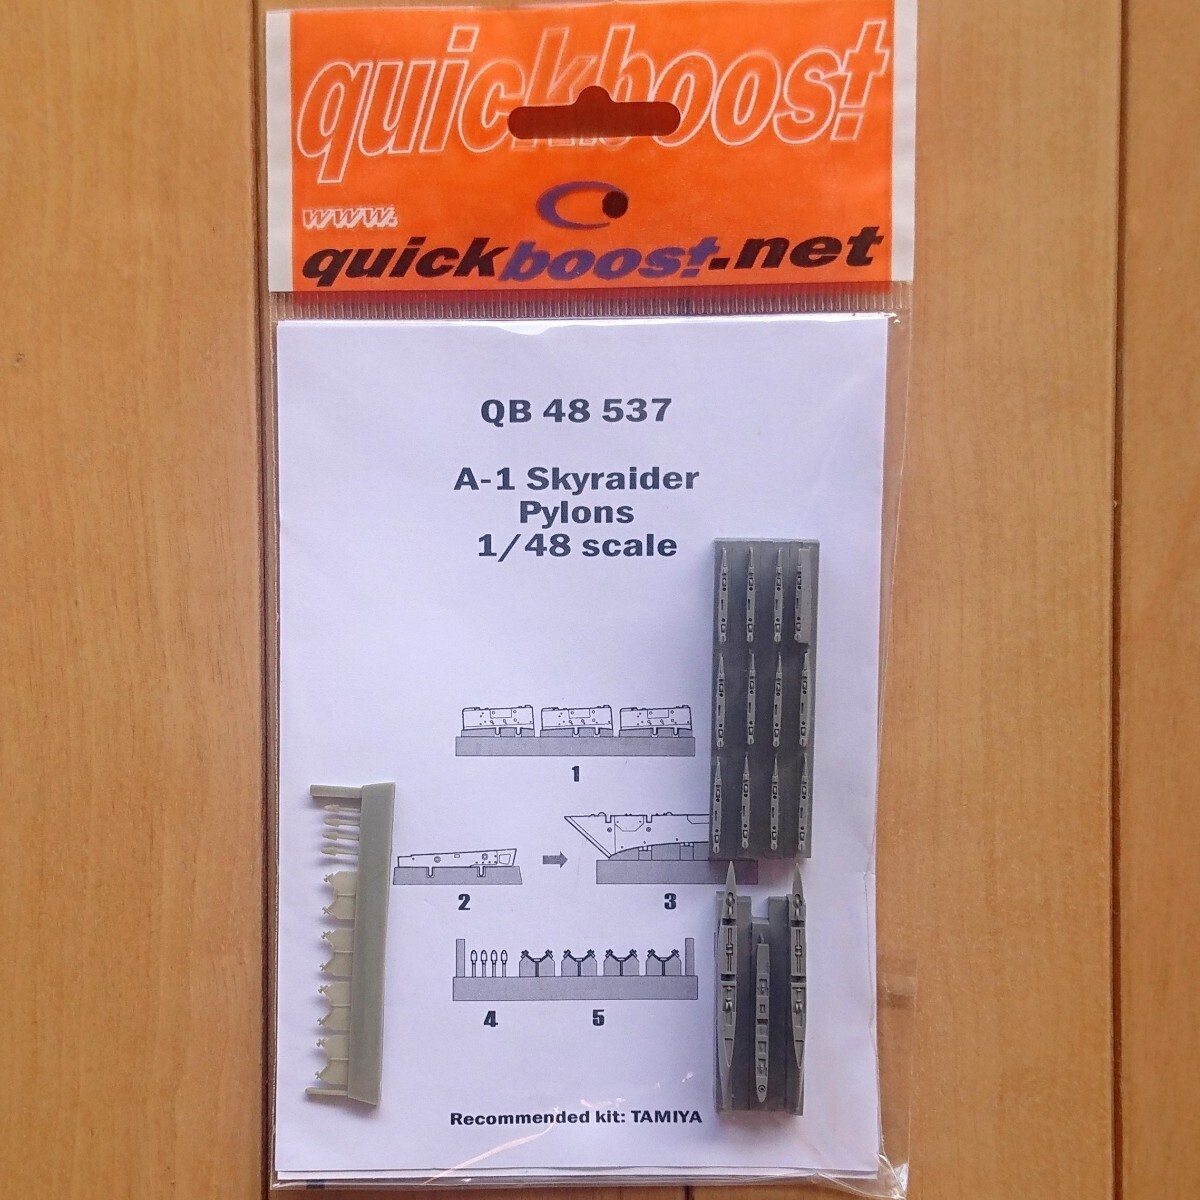 quickboost
www.
quickboost.net
QB 48 537
A-1 Skyraider
Pylons
1/48 scale
1
2
3
4
5
Recommended kit: TAMIYA